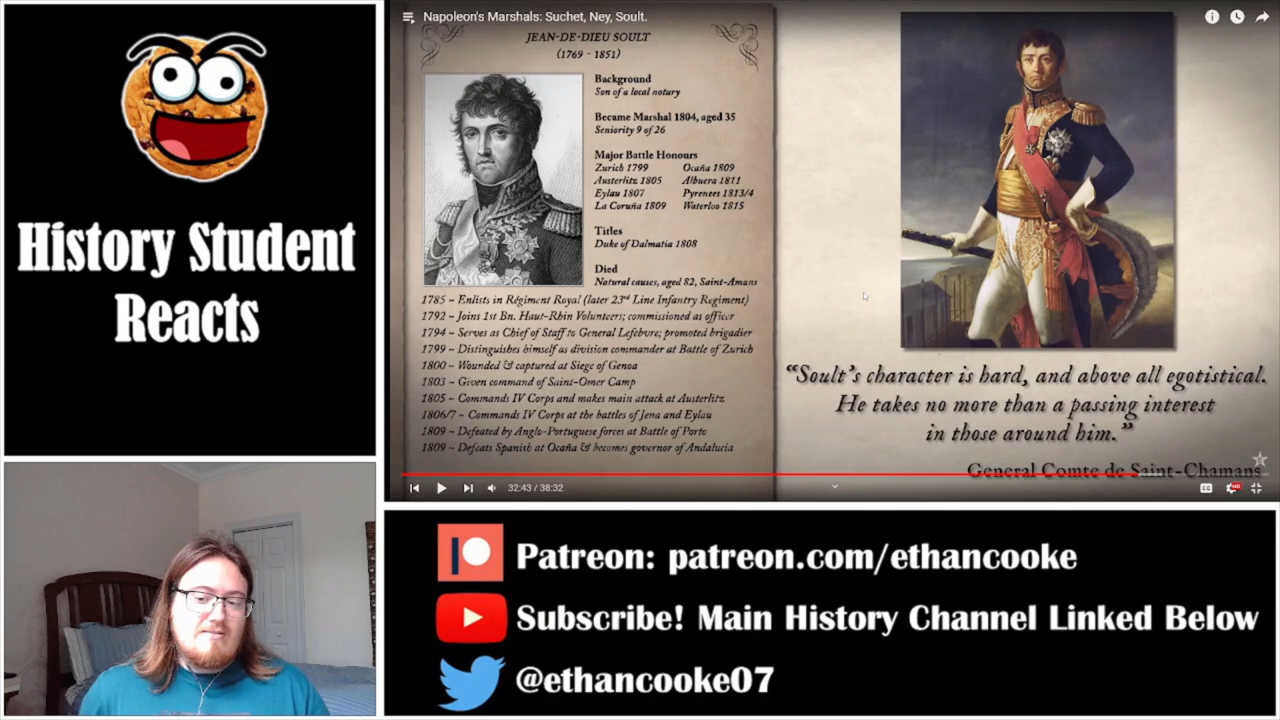 History Student
Reacts
Napoleon's Marshals: Suchet, Ney, Soult.
JEAN-DE-DIEU SOULT
(1769 - 1851)
Background
Son of a local notary
Became Marshal 1804, aged 35
Seniority 9 of 26
Major Battle Honours
Zurich 1799 Ocaña 1809
Austerlitz 1805 Albuera 1811
Eylau 1807 Pyrenees 1813/4
La Coruña 1809 Waterloo 1815
Titles
Duke of Dalmatia 1808
Died
Natural causes, aged 82, Saint-Amans
1785 ~ Enlists in Régiment Royal (later 23rd Line Infantry Regiment)
1792 ~ Joins 1st Bn. Haut-Rhin Volunteers; commissioned as officer
1794 ~ Serves as Chief of Staff to General Lefebvre; promoted brigadier
1799 ~ Distinguishes himself as division commander at Battle of Zurich
1800 ~ Wounded & captured at Siege of Genoa
1803 ~ Given command of Saint-Omer Camp
1805 ~ Commands IV Corps and makes main attack at Austerlitz
1806/7 ~ Commands IV Corps at the battles of Jena and Eylau
1809 ~ Defeated by Anglo-Portuguese forces at Battle of Porto
1809 ~ Defeats Spanish at Ocaña & becomes governor of Andalucia
“Soult's character is hard, and above all egotistical.
He takes no more than a passing interest
in those around him.”
General Comte de Saint-Chamans
32:43 / 38:32
CC
HD
Patreon: patreon.com/ethancooke
Subscribe! Main History Channel Linked Below
@ethancooke07